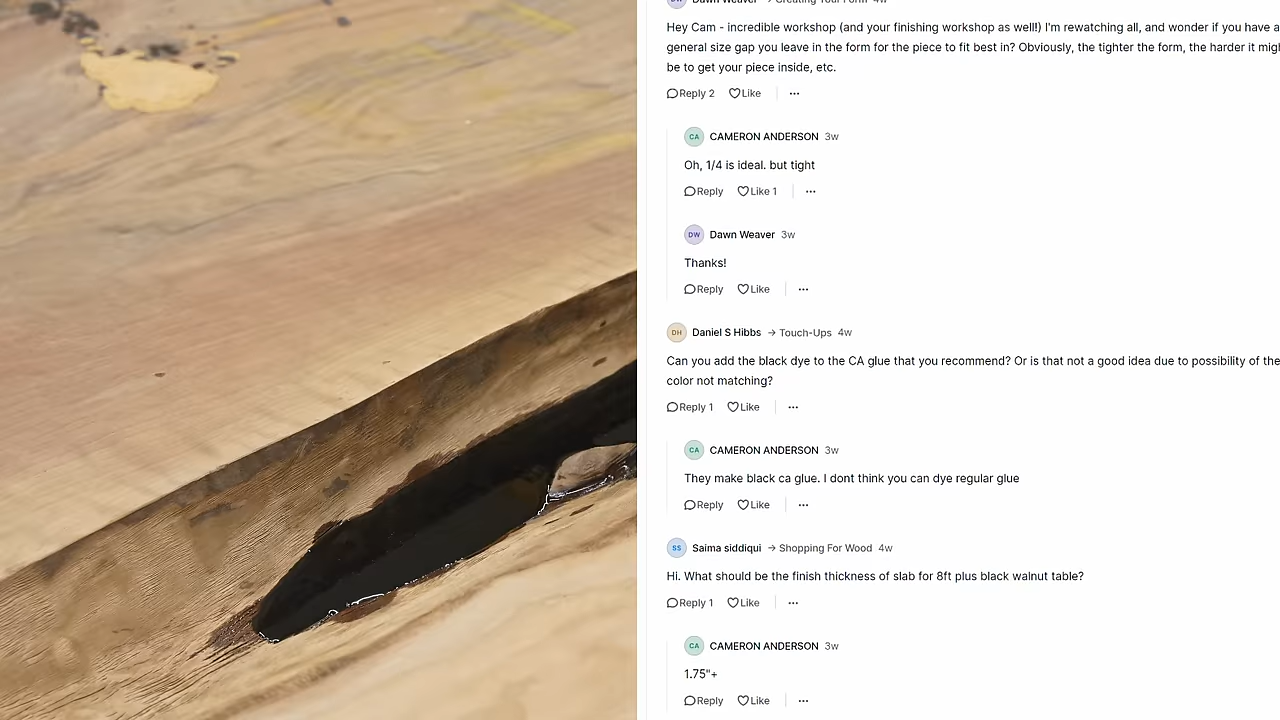 Dawn Weaver → Creating Your Form 4w
Hey Cam - incredible workshop (and your finishing workshop as well!) I'm rewatching all, and wonder if you have a
general size gap you leave in the form for the piece to fit best in? Obviously, the tighter the form, the harder it
be to get your piece inside, etc.
Reply 2 Like ...
CA CAMERON ANDERSON 3w
Oh, 1/4 is ideal. but tight
Reply Like 1 ...
DW Dawn Weaver 3w
Thanks!
Reply Like ...
DH Daniel S Hibbs → Touch-Ups 4w
Can you add the black dye to the CA glue that you recommend? Or is that not a good idea due to possibility of the
color not matching?
Reply 1 Like ...
CA CAMERON ANDERSON 3w
They make black ca glue. I dont think you can dye regular glue
Reply Like ...
SS Saima siddiqui → Shopping For Wood 4w
Hi. What should be the finish thickness of slab for 8ft plus black walnut table?
Reply 1 Like ...
CA CAMERON ANDERSON 3w
1.75"+
Reply Like ...